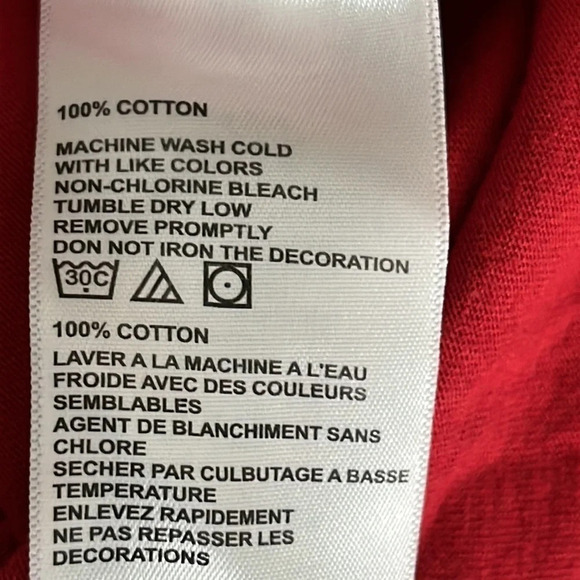 100% COTTON
MACHINE WASH COLD
WITH LIKE COLORS
NON-CHLORINE BLEACH
TUMBLE DRY LOW
REMOVE PROMPTLY
DON NOT IRON THE DECORATION
30C
100% COTTON
LAVER A LA MACHINE A L'EAU
FROIDE AVEC DES COULEURS
SEMBLABLES
AGENT DE BLANCHIMENT SANS
CHLORE
SECHER PAR CULBUTAGE A BASSE
TEMPERATURE
ENLEVEZ RAPIDEMENT
NE PAS REPASSER LES
DECORATIONS